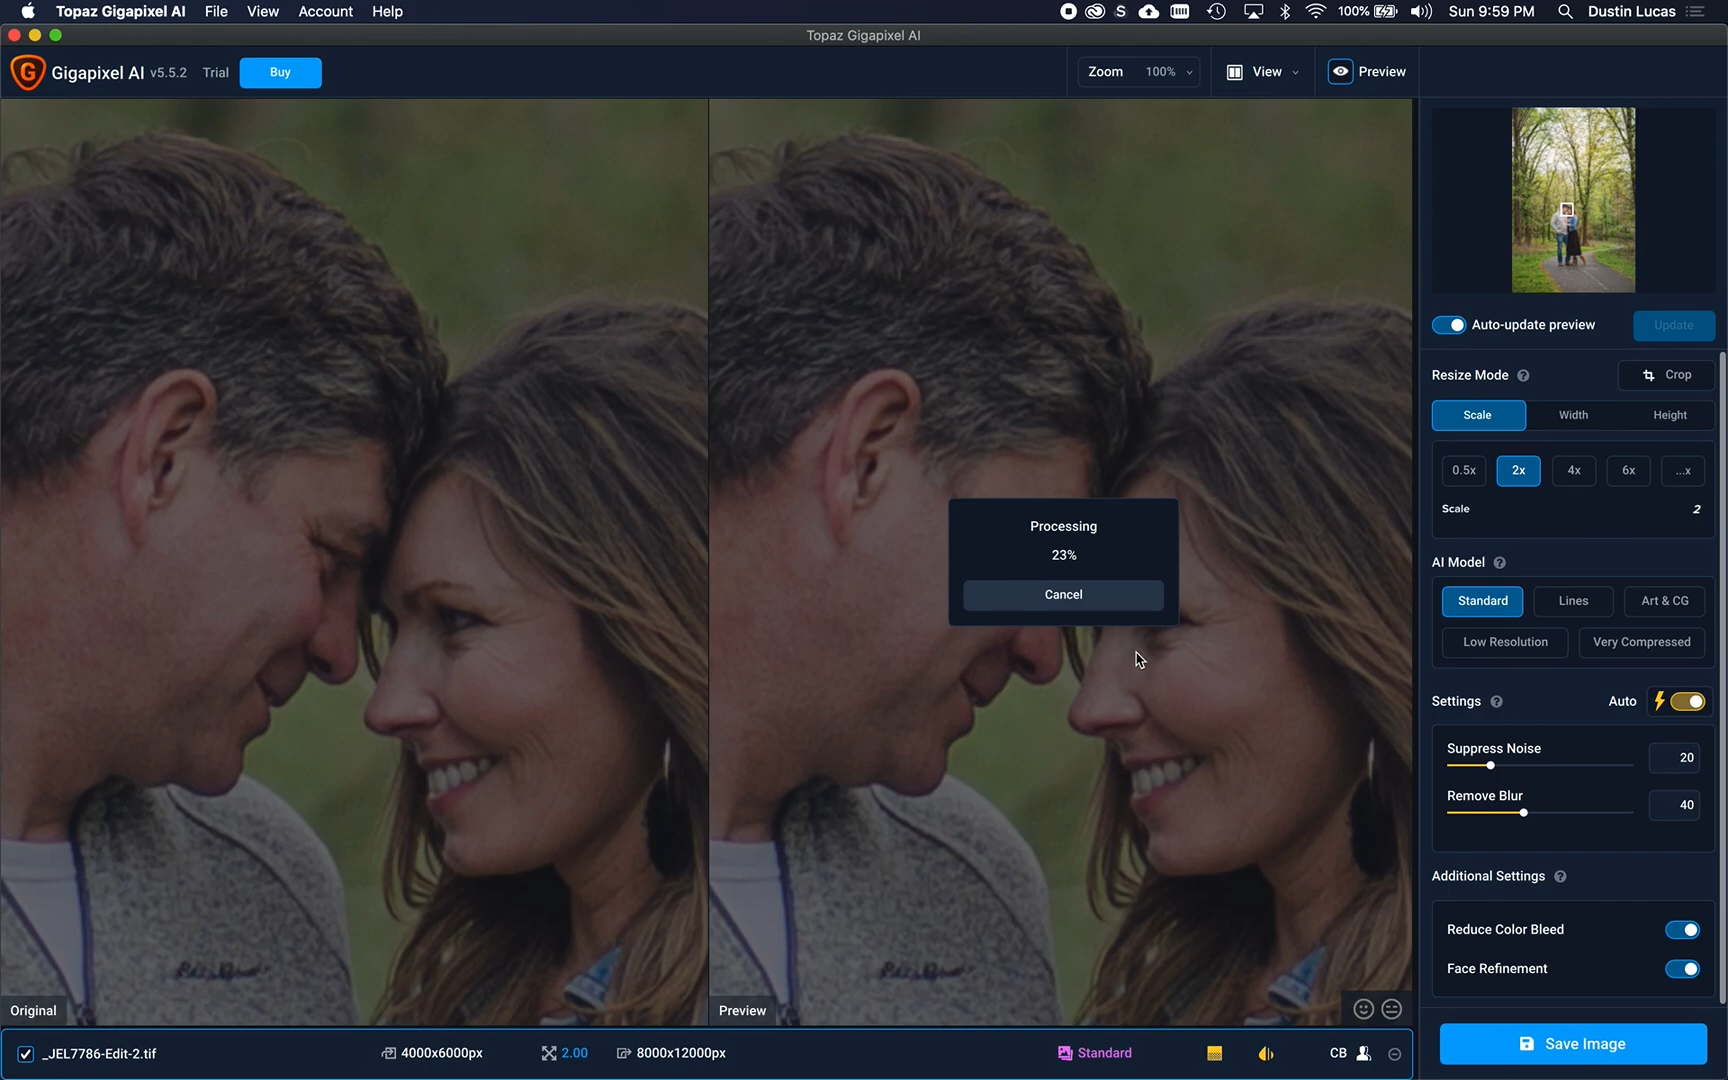 Topaz Gigapixel AI File View Account Help
S 100% Sun 9:59 PM Dustin Lucas
Topaz Gigapixel AI
G Gigapixel AI v5.5.2 Trial Buy
Zoom 100% View Preview
Auto-update preview Update
Resize Mode ? Crop
Scale Width Height
0.5x 2x 4x 6x ...x
Scale 2
AI Model ?
Standard Lines Art & CG
Low Resolution Very Compressed
Settings ? Auto
Suppress Noise 20
Remove Blur 40
Additional Settings ?
Reduce Color Bleed
Face Refinement
Save Image
Processing
23%
Cancel
Original
Preview
_JEL7786-Edit-2.tif 4000x6000px 2.00 8000x12000px Standard CB